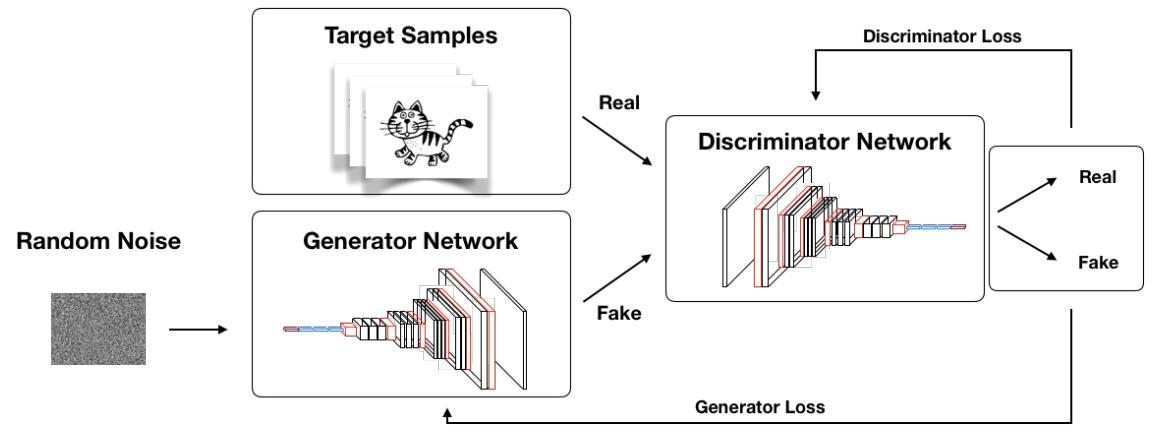 Target Samples
Discriminator Loss
Real
Discriminator Network
Real
Random Noise
Generator Network
Fake
Fake
Generator Loss